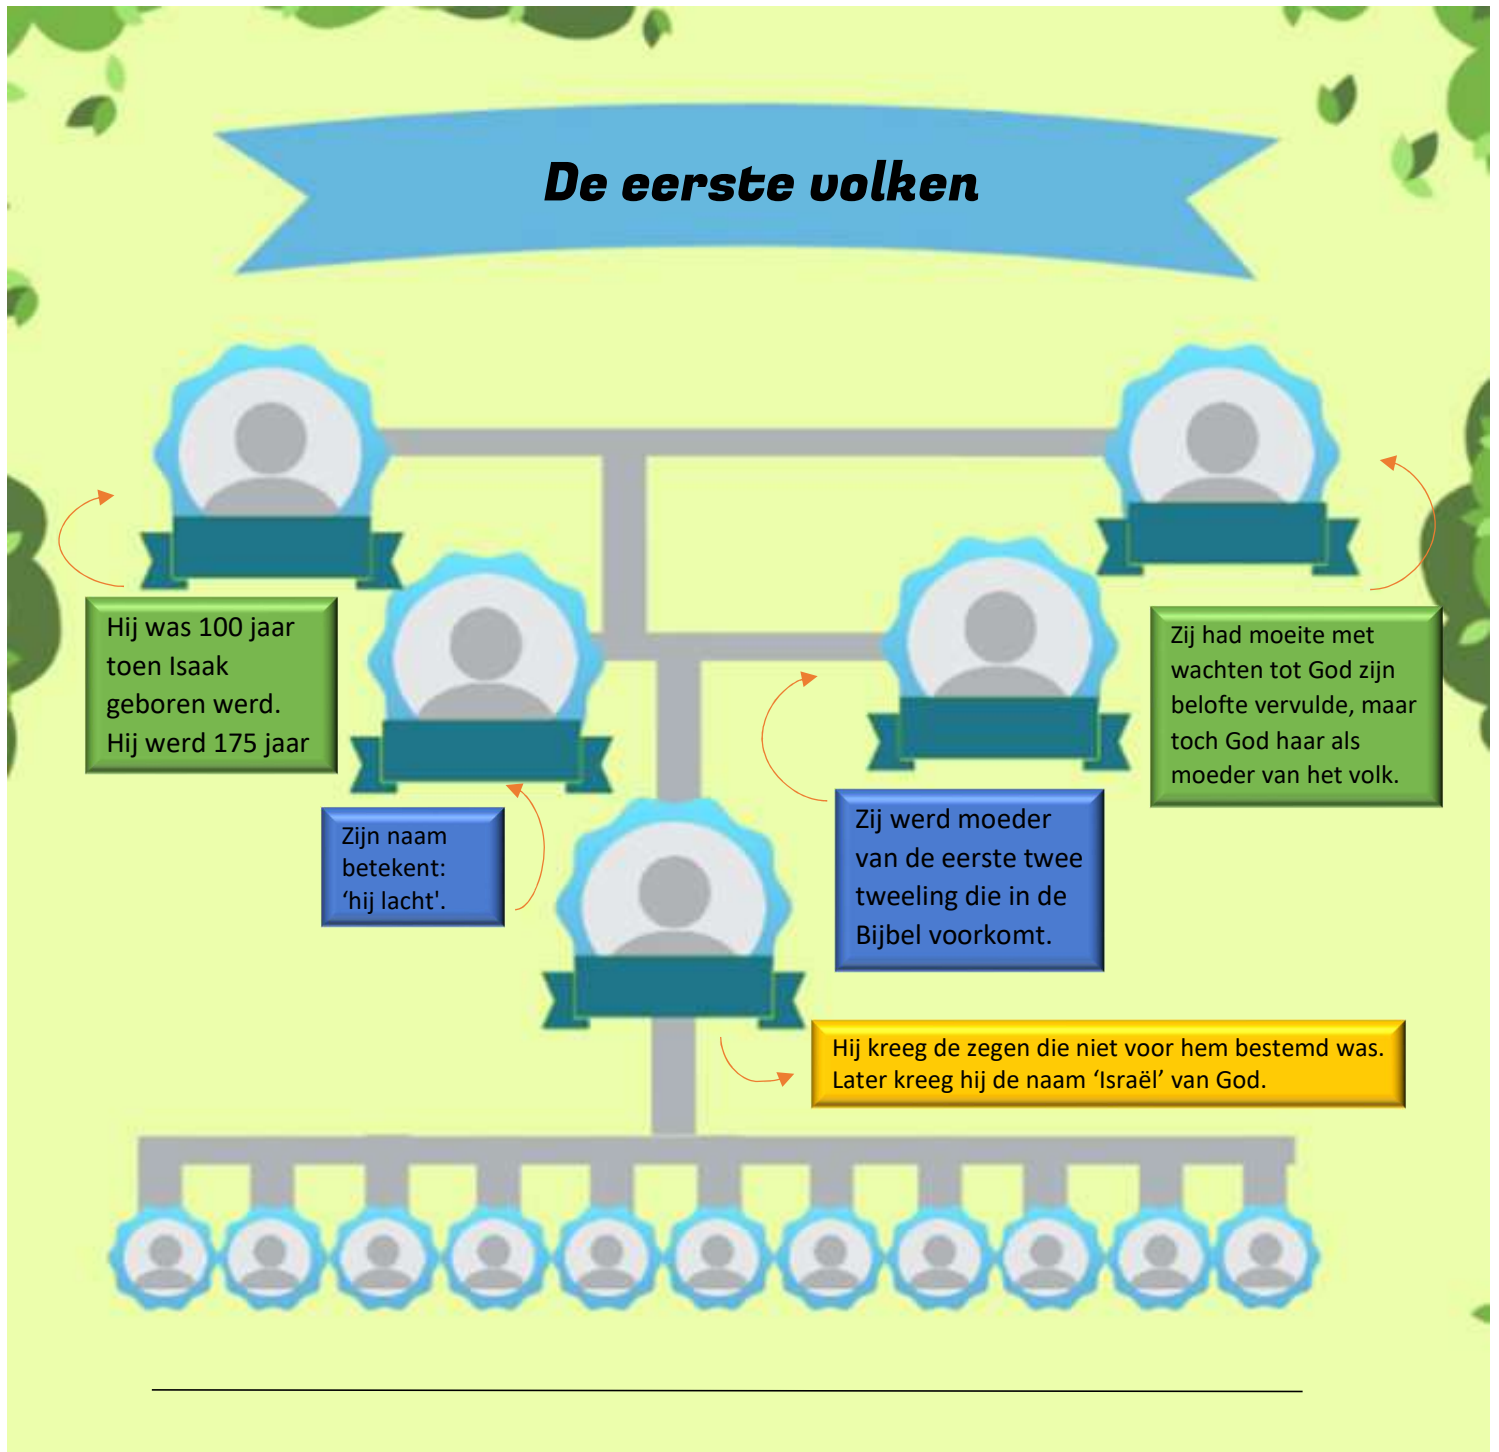 De eerste volken
Hij was 100 jaar
toen Isaak
geboren werd.
Hij werd 175 jaar
Zij had moeite met
wachten tot God zijn
belofte vervulde, maar
toch God haar als
moeder van het volk.
Zijn naam
betekent:
‘hij lacht'.
Zij werd moeder
van de eerste twee
tweeling die in de
Bijbel voorkomt.
Hij kreeg de zegen die niet voor hem bestemd was.
Later kreeg hij de naam ‘Israël’ van God.